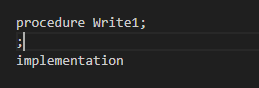 procedure Write1;
;
implementation